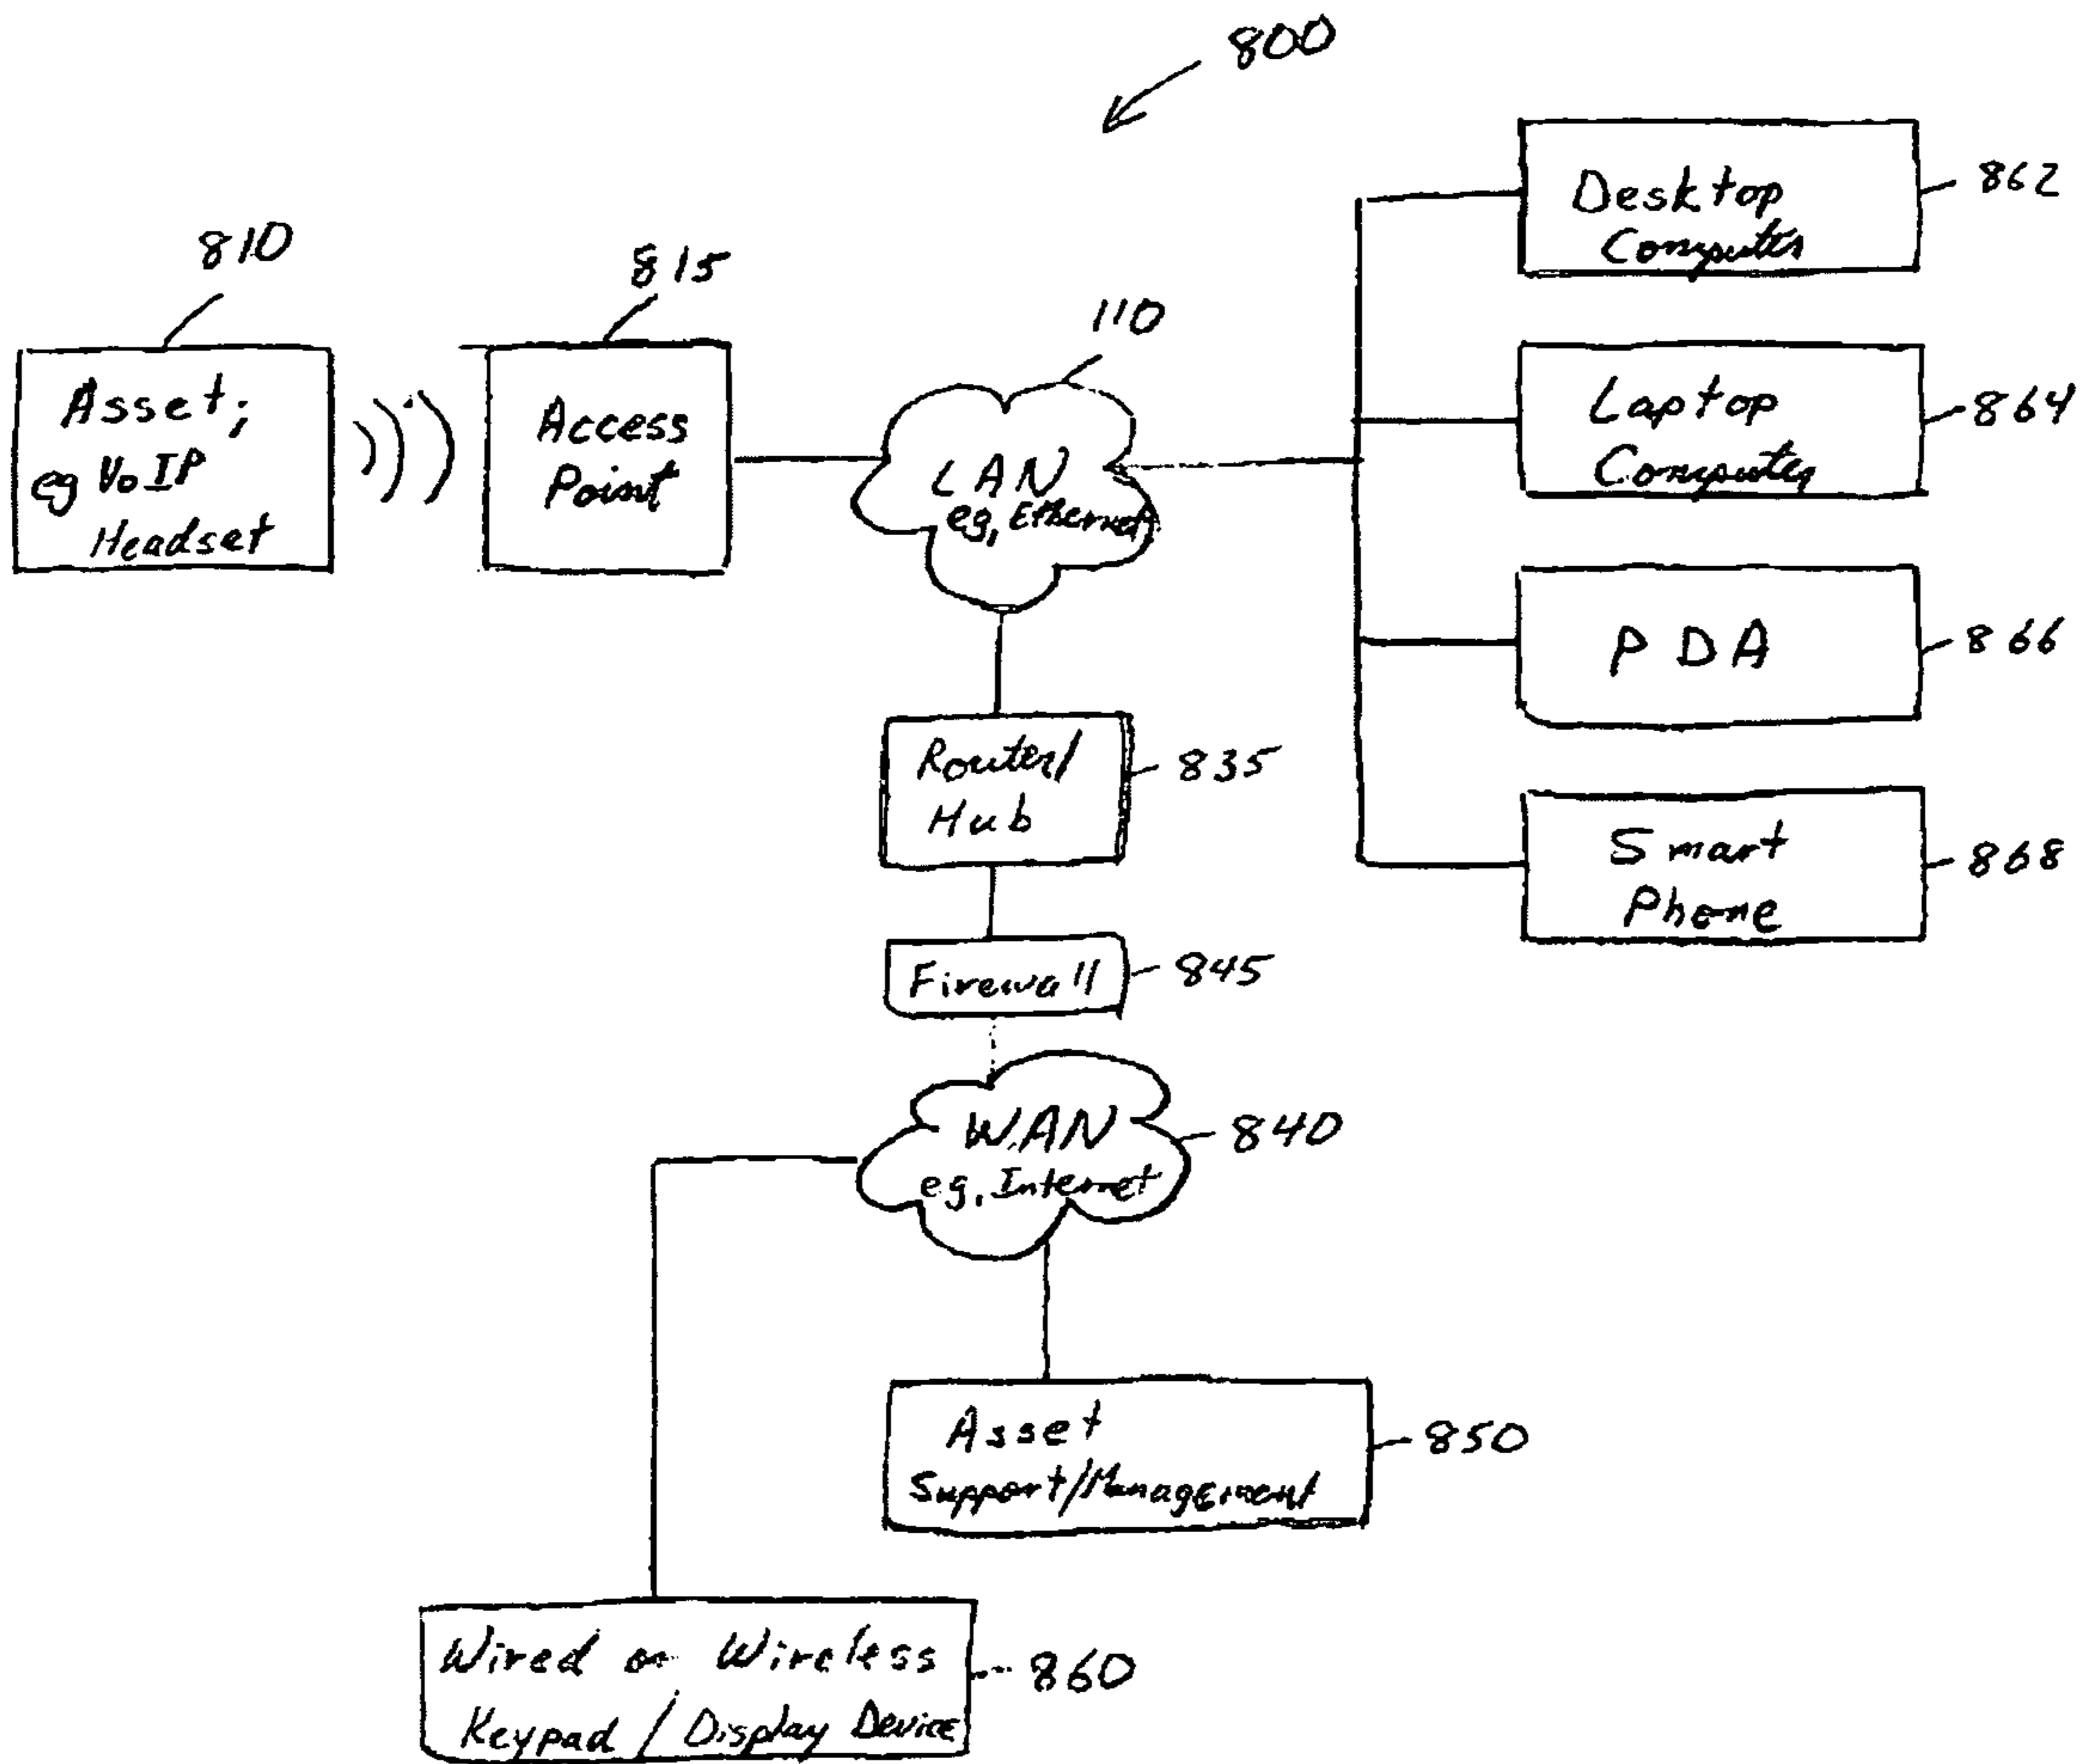 800
Desktop
Computer
862
810
815
110
Asset;
eg VoIP
Headset
Access
Point
LAN
eg, Ethernet
Laptop
Computer
864
PDA
866
Router/
Hub
835
Smart
Phone
868
Firewall
845
WAN
eg, Internet
840
Asset
Support/Management
850
Wired or Wireless
Keypad / Display Device
860